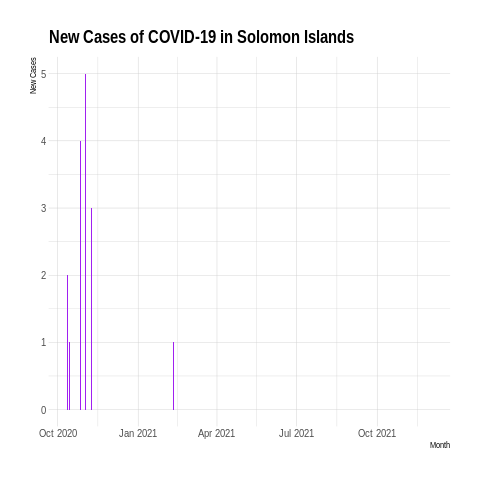 New Cases of COVID-19 in Solomon Islands
New Cases
5
4
3
2
1
0
Oct 2020 Jan 2021 Apr 2021 Jul 2021 Oct 2021
Month